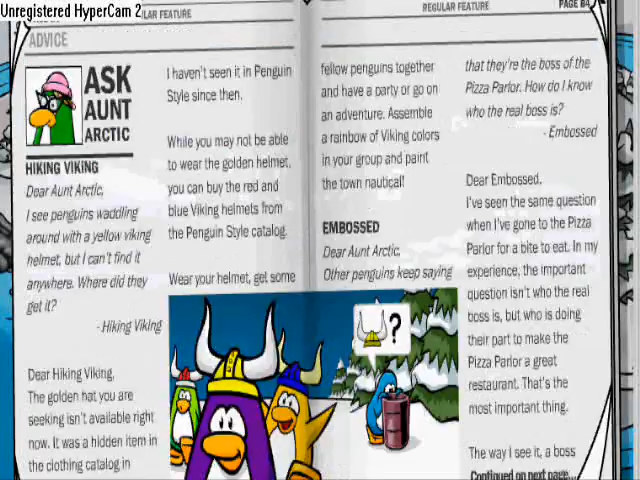 Unregistered HyperCam 2
LAR FEATURE
REGULAR FEATURE
PAGE B4
ADVICE
ASK
AUNT
ARCTIC
HIKING VIKING
Dear Aunt Arctic,
I see penguins waddling
around with a yellow viking
helmet, but I can't find it
anywhere. Where did they
get it?
- Hiking Viking
Dear Hiking Viking,
The golden hat you are
seeking isn't available right
now. It was a hidden item in
the clothing catalog in
I haven't seen it in Penguin
Style since then.
While you may not be able
to wear the golden helmet,
you can buy the red and
blue Viking helmets from
the Penguin Style catalog.
Wear your helmet, get some
fellow penguins together
and have a party or go on
an adventure. Assemble
a rainbow of Viking colors
in your group and paint
the town nautical!
EMBOSSED
Dear Aunt Arctic,
Other penguins keep saying
?
that they're the boss of the
Pizza Parlor. How do I know
who the real boss is?
- Embossed
Dear Embossed,
I've seen the same question
when I've gone to the Pizza
Parlor for a bite to eat. In my
experience, the important
question isn't who the real
boss is, but who is doing
their part to make the
Pizza Parlor a great
restaurant. That's the
most important thing.
The way I see it, a boss
Continued on next page...